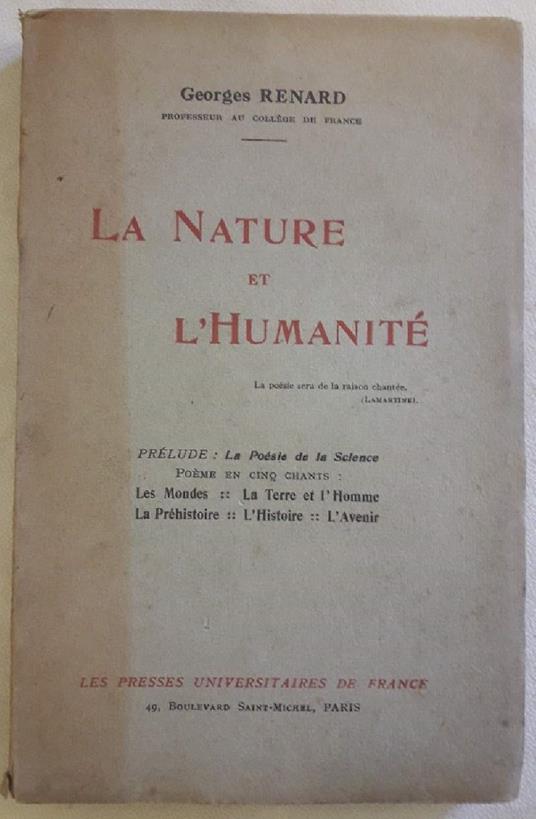 Georges RENARD
PROFESSEUR AU COLLÈGE DE FRANCE
LA NATURE
ET
L'HUMANITÉ
La poésie sera de la raison chantée.
(LAMARTINE).
PRÉLUDE : La Poésie de la Science
POÈME EN CINQ CHANTS :
Les Mondes :: La Terre et l'Homme
La Préhistoire :: L'Histoire :: L'Avenir
LES PRESSES UNIVERSITAIRES DE FRANCE
49, BOULEVARD SAINT-MICHEL, PARIS